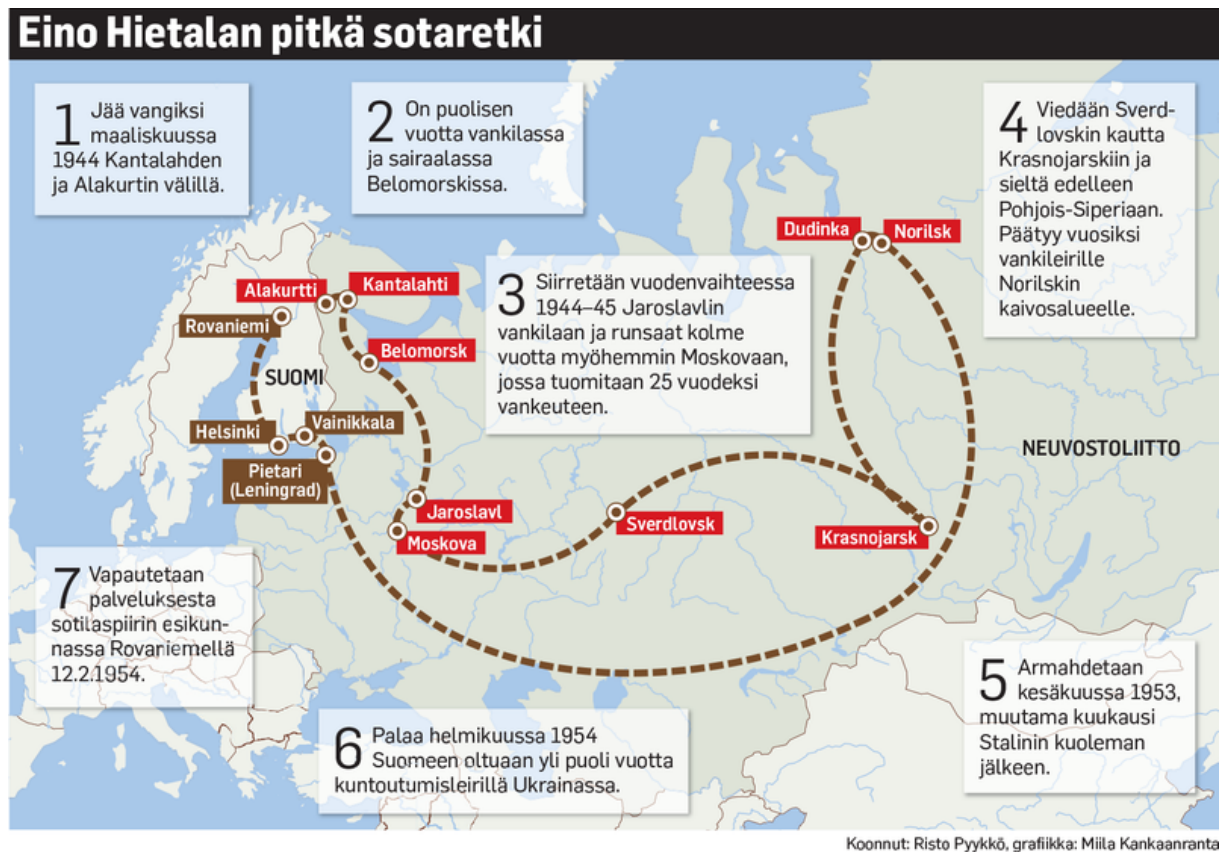 Eino Hietalan pitkä sotaretki
1 Jää vangiksi
maaliskuussa
1944 Kantalahden
ja Alakurtin välillä.
2 On puolisen
vuotta vankilassa
ja sairaalassa
Belomorskissa.
3 Siirretään vuodenvaihteessa
1944–45 Jaroslavlin
vankilaan ja runsaat kolme
vuotta myöhemmin Moskovaan,
jossa tuomitaan 25 vuodeksi
vankeuteen.
4 Viedään Sverd-
lovskin kautta
Krasnojarskiin ja
sieltä edelleen
Pohjois-Siperiaan.
Päätyy vuosiksi
vankileirille
Norilskin
kaivosalueelle.
Dudinka
Norilsk
Alakurtti
Kantalahti
Rovaniemi
Belomorsk
SUOMI
Vainikkala
Helsinki
Pietari
(Leningrad)
NEUVOSTOLIITTO
Jaroslavl
Moskova
Sverdlovsk
Krasnojarsk
7 Vapautetaan
palveluksesta
sotilaspiirin esikun-
nassa Rovaniemellä
12.2.1954.
6 Palaa helmikuussa 1954
Suomeen oltuaan yli puoli vuotta
kuntoutumisleirillä Ukrainassa.
5 Armahdetaan
kesäkuussa 1953,
muutama kuukausi
Stalinin kuoleman
jälkeen.
Koonnut: Risto Pyykkö, grafiikka: Miila Kankaanranta